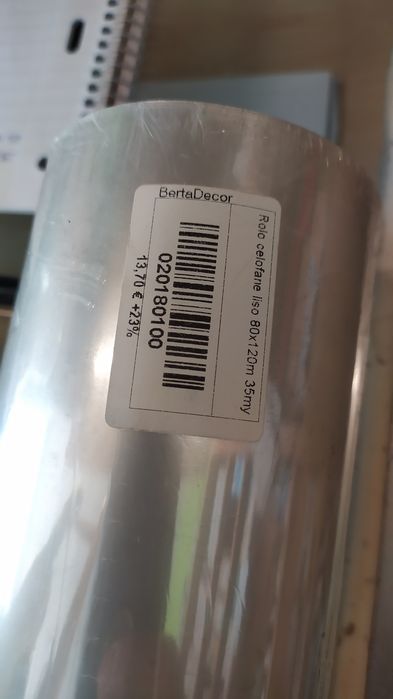 BertaDecor
Rolo celofane liso 80x120m 35my
020180100
13,70 € +23%